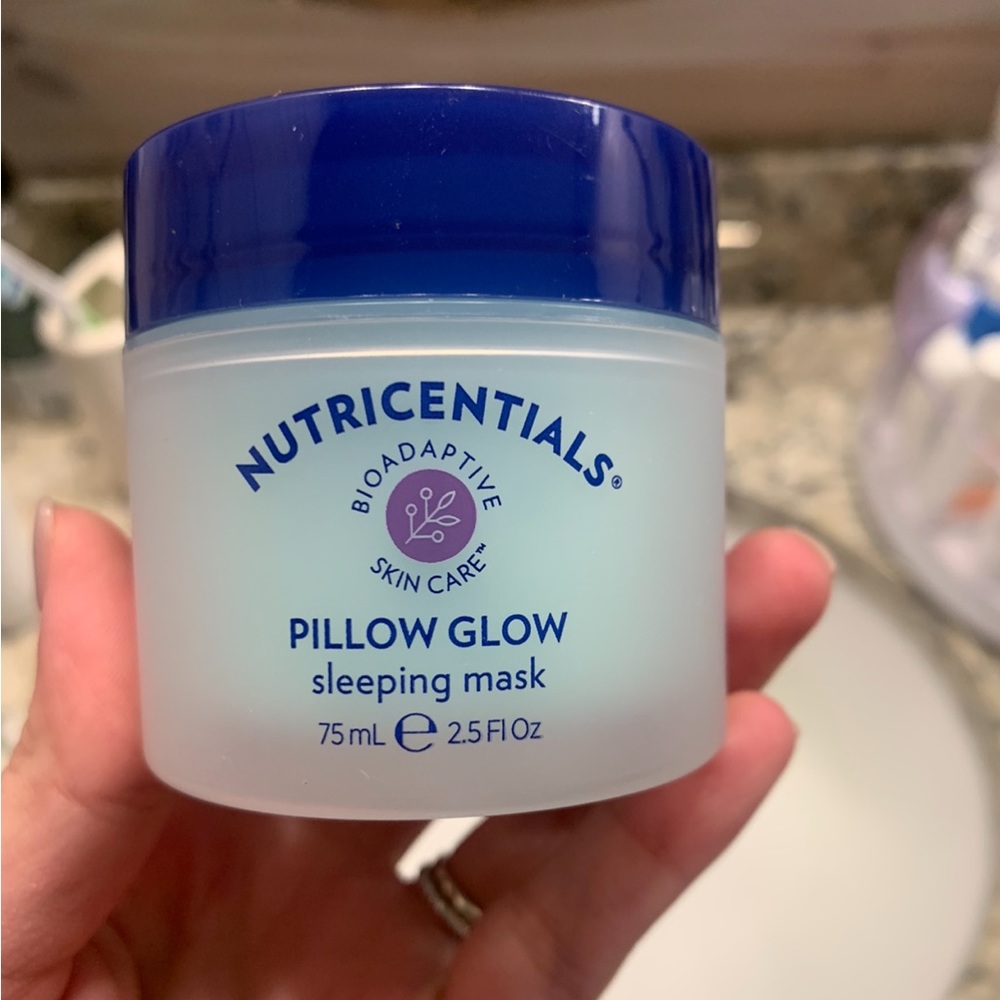 NUTRICENTIALS®
BIOADAPTIVE
SKIN CARE™
PILLOW GLOW
sleeping mask
75 mL ℮ 2.5 Fl Oz